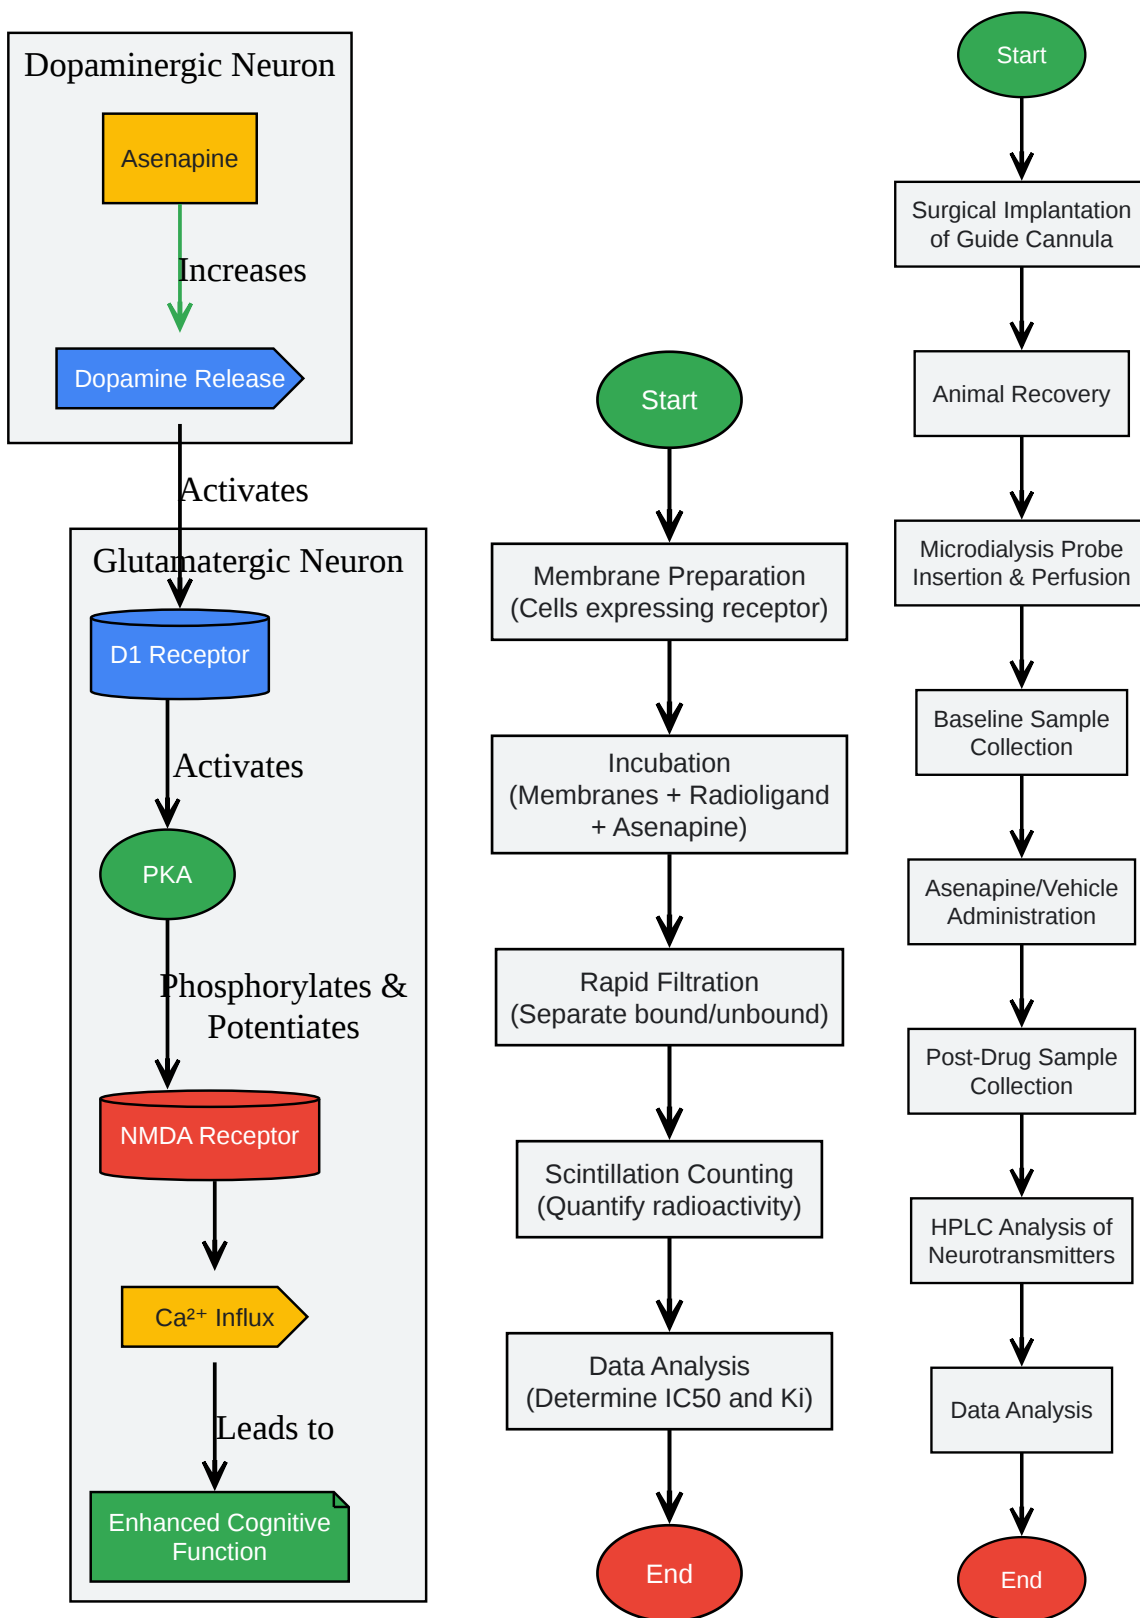 Dopaminergic Neuron
Asenapine
Increases
Dopamine Release
Activates
Glutamatergic Neuron
D1 Receptor
Activates
PKA
Phosphorylates &
Potentiates
NMDA Receptor
Ca²⁺ Influx
Leads to
Enhanced Cognitive
Function
Start
Membrane Preparation
(Cells expressing receptor)
Incubation
(Membranes + Radioligand
+ Asenapine)
Rapid Filtration
(Separate bound/unbound)
Scintillation Counting
(Quantify radioactivity)
Data Analysis
(Determine IC50 and Ki)
End
Start
Surgical Implantation
of Guide Cannula
Animal Recovery
Microdialysis Probe
Insertion & Perfusion
Baseline Sample
Collection
Asenapine/Vehicle
Administration
Post-Drug Sample
Collection
HPLC Analysis of
Neurotransmitters
Data Analysis
End